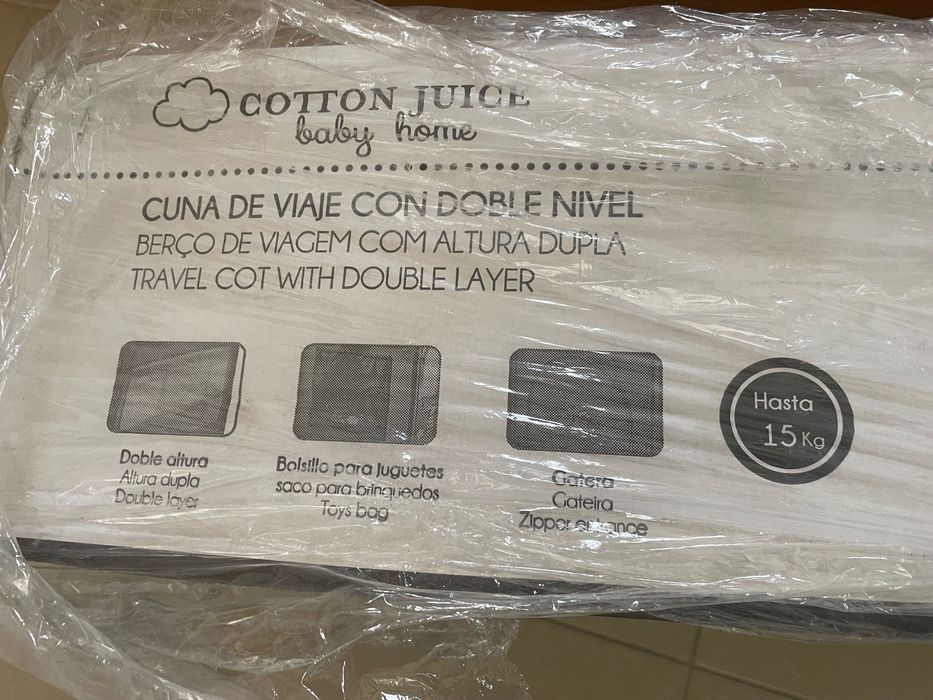 COTTON JUICE
baby home
CUNA DE VIAJE CON DOBLE NIVEL
BERÇO DE VIAGEM COM ALTURA DUPLA
TRAVEL COT WITH DOUBLE LAYER
Doble altura
Altura dupla
Double layer
Bolsillo para juguetes
saco para brinquedos
Toys bag
Gatera
Gateira
Zipper entrance
Hasta
15 Kg